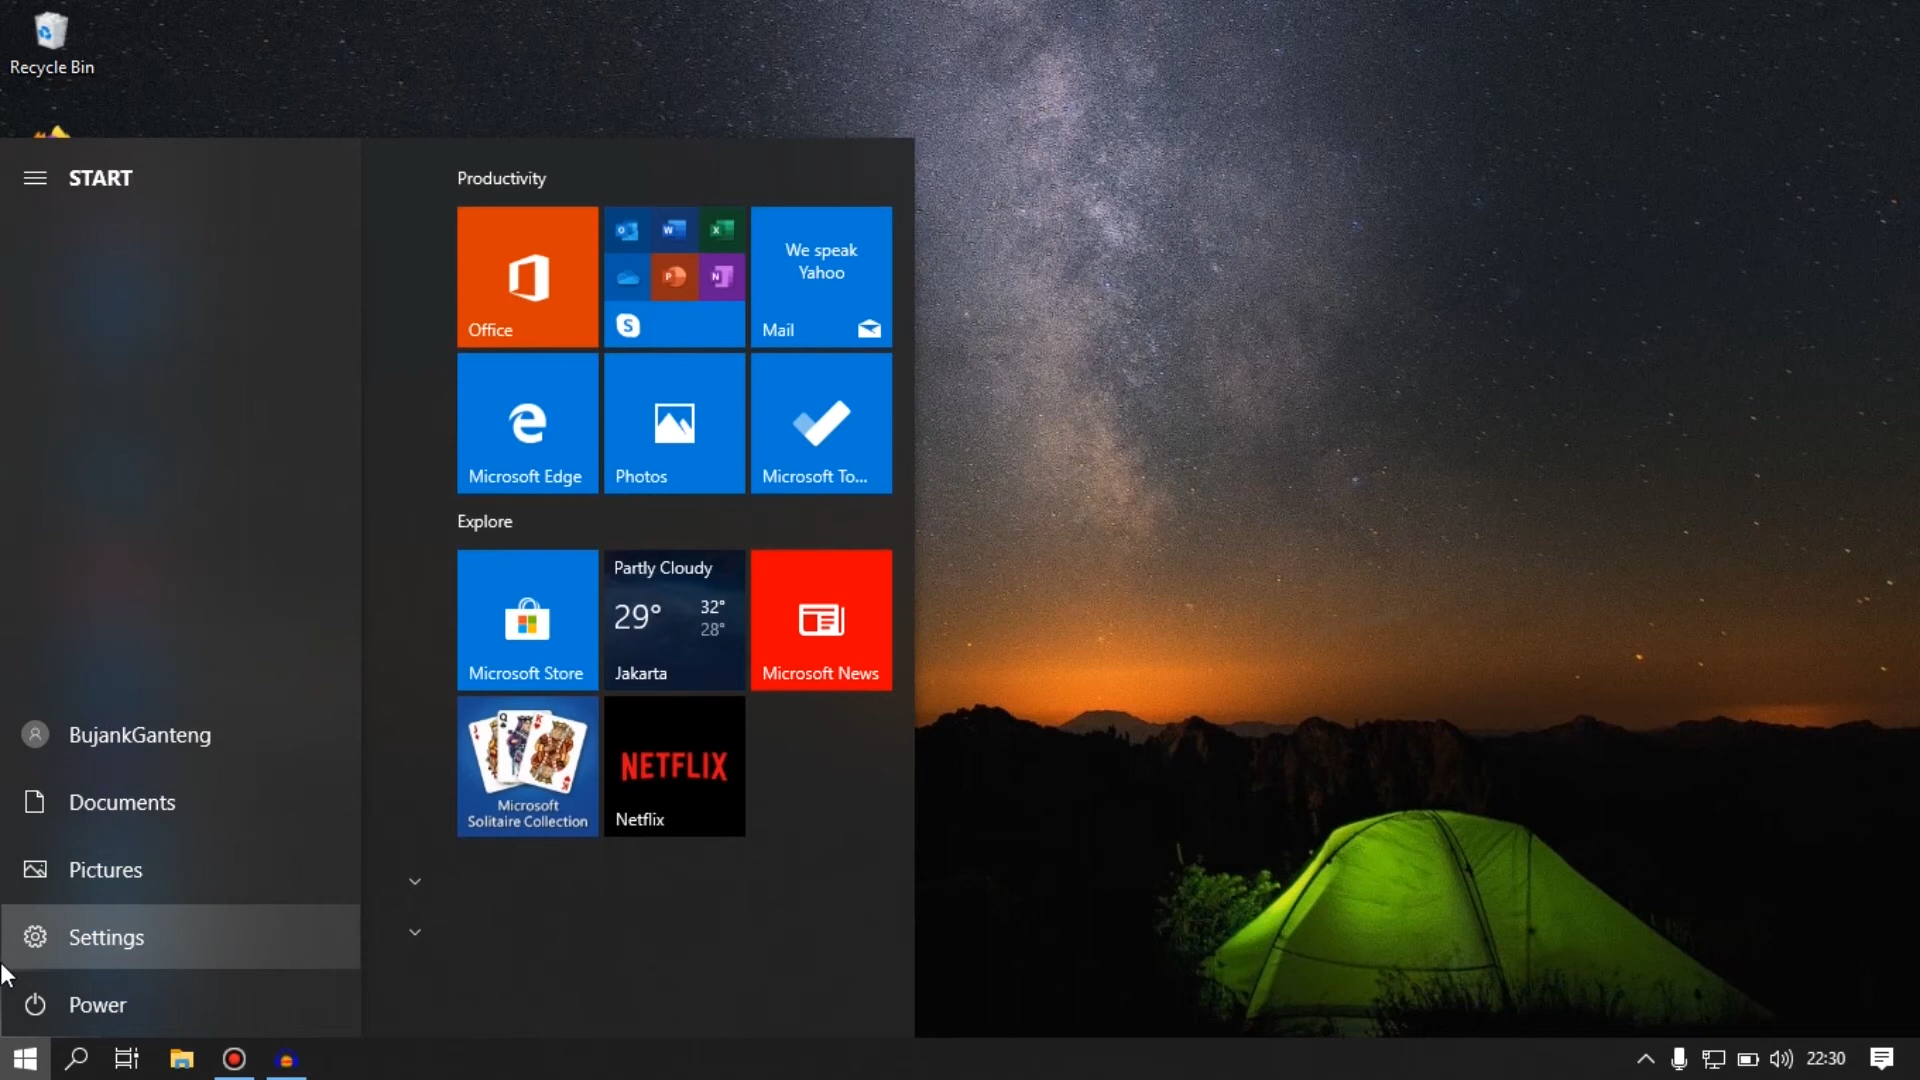 Recycle Bin
START
Productivity
Office
We speak
Yahoo
Mail
Microsoft Edge
Photos
Microsoft To...
Explore
Microsoft Store
Partly Cloudy
29°
32°
28°
Jakarta
Microsoft News
Microsoft
Solitaire Collection
NETFLIX
Netflix
BujankGanteng
Documents
Pictures
Settings
Power
22:30